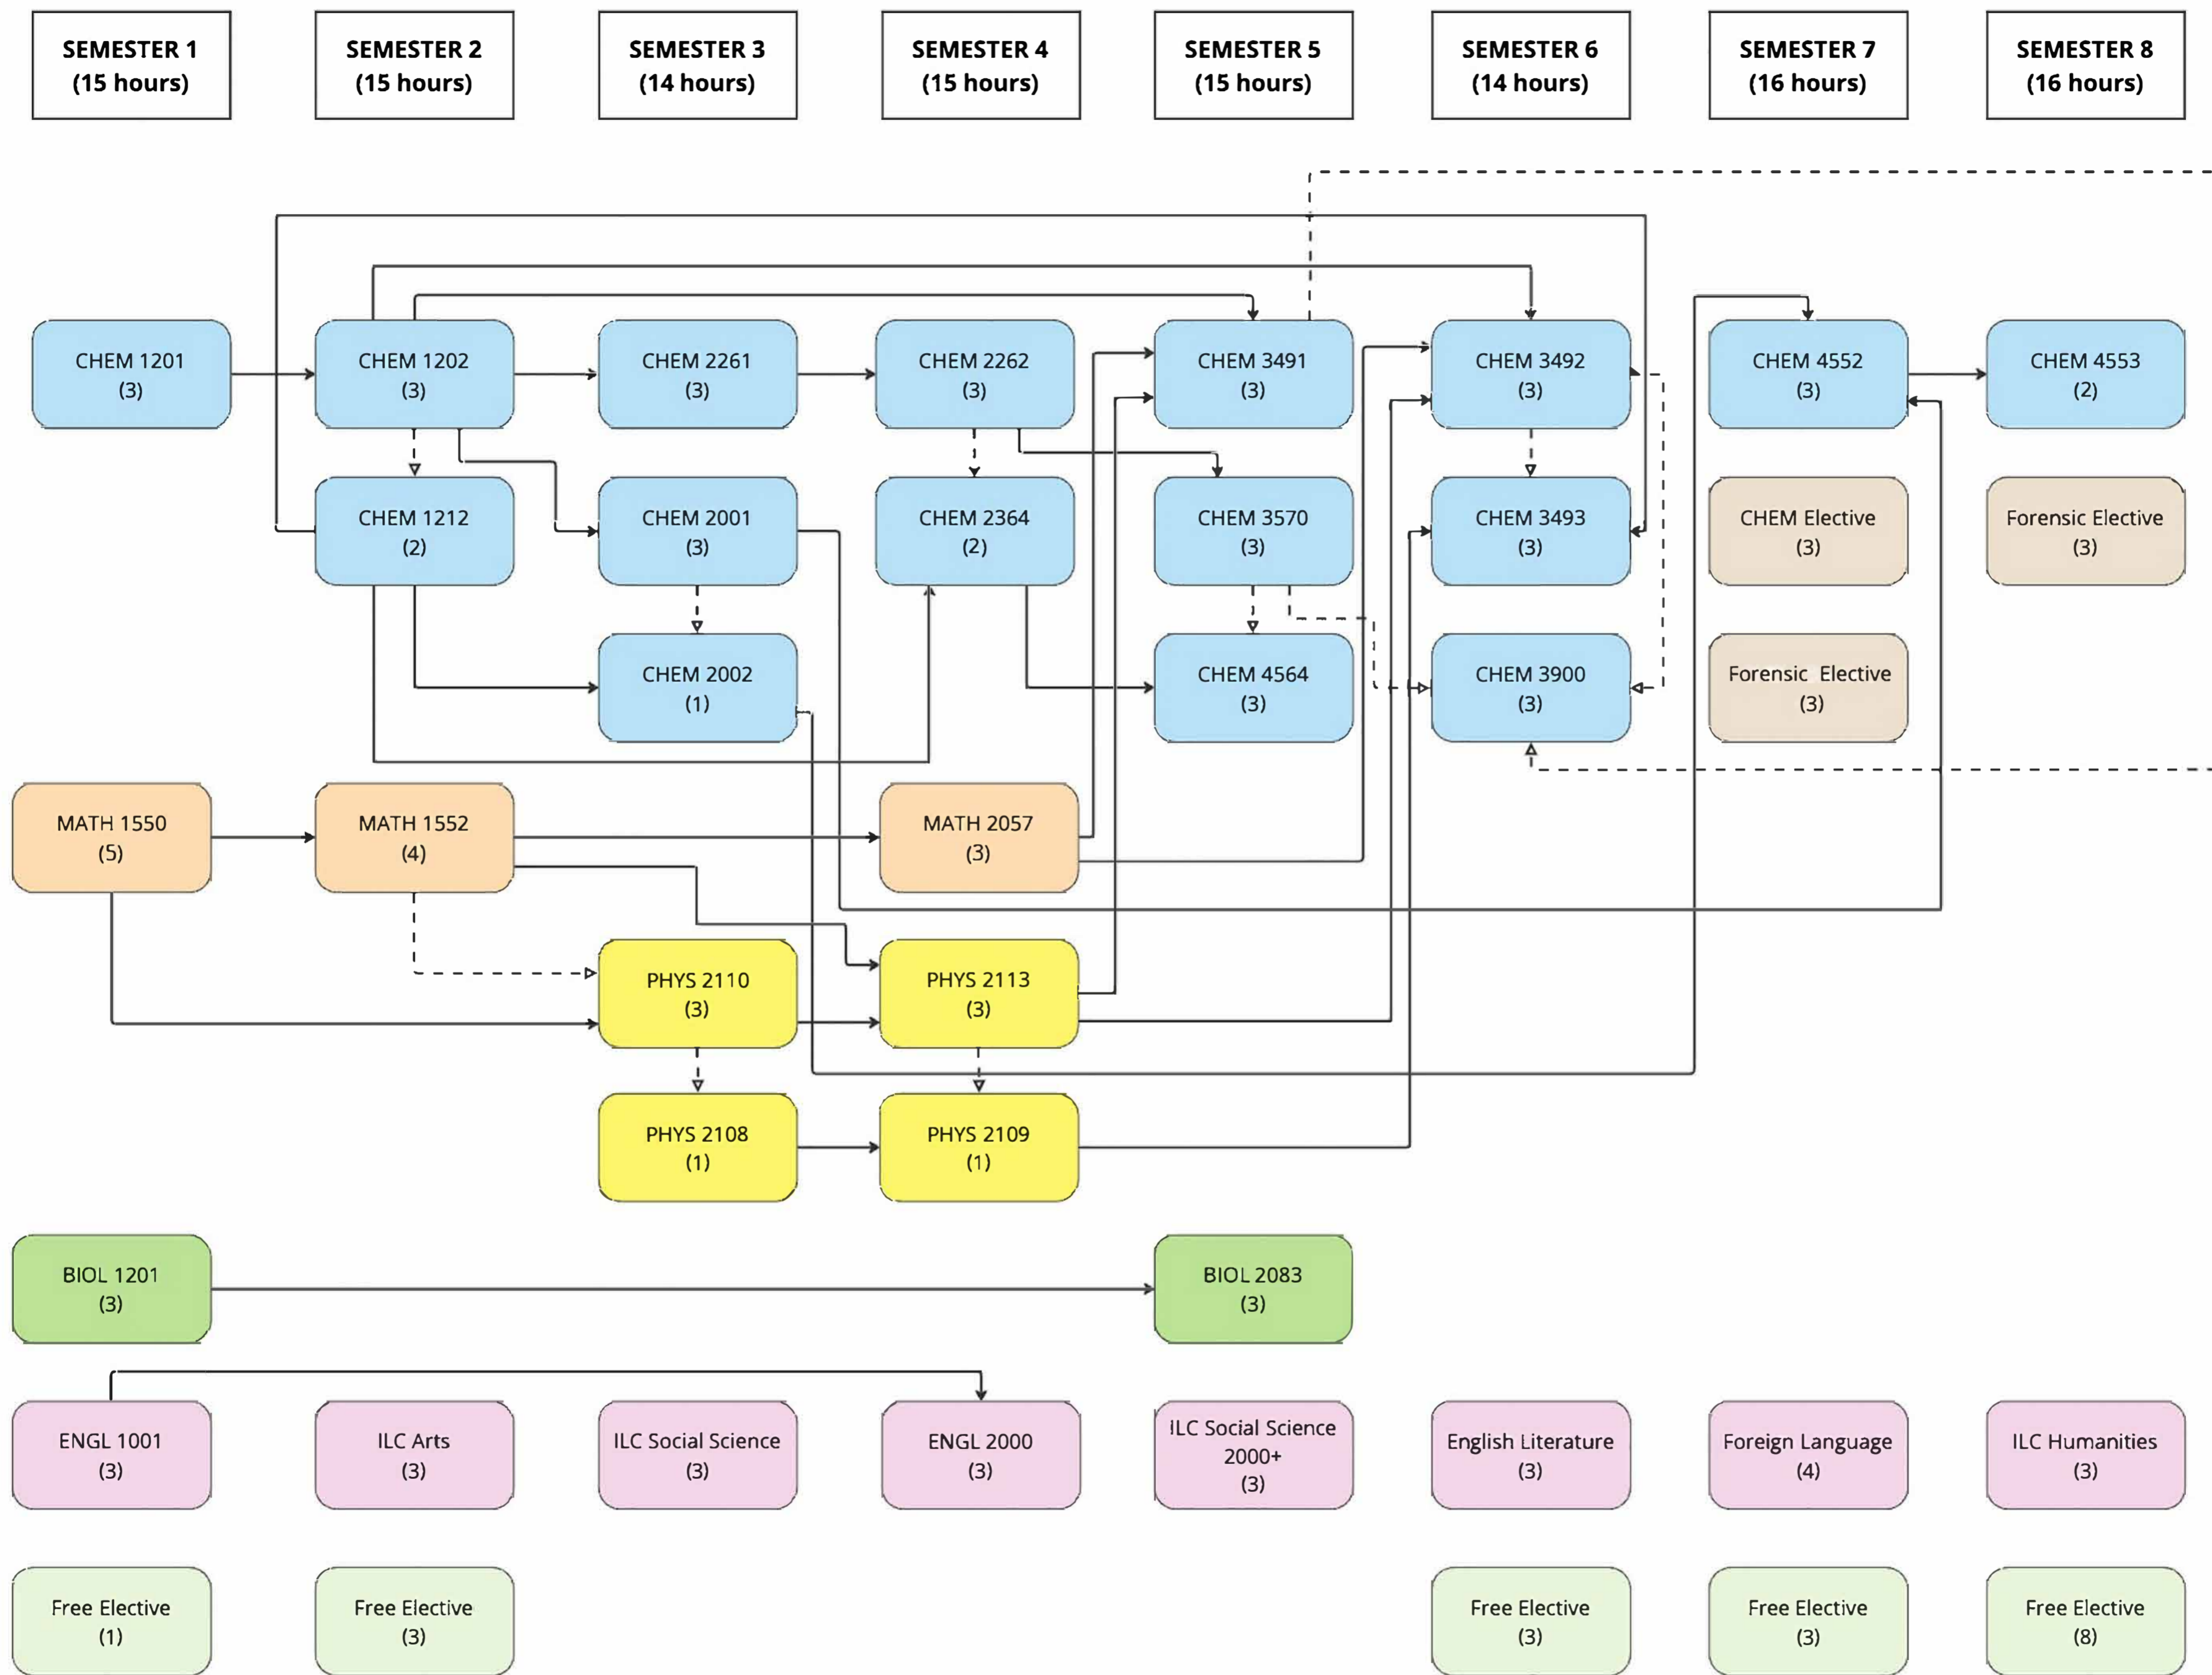 SEMESTER 1
(15 hours)
SEMESTER 2
(15 hours)
SEMESTER 3
(14 hours)
SEMESTER 4
(15 hours)
SEMESTER 5
(15 hours)
SEMESTER 6
(14 hours)
SEMESTER 7
(16 hours)
SEMESTER 8
(16 hours)
CHEM 1201
(3)
CHEM 1202
(3)
CHEM 2261
(3)
CHEM 2262
(3)
CHEM 3491
(3)
CHEM 3492
(3)
CHEM 4552
(3)
CHEM 4553
(2)
CHEM 1212
(2)
CHEM 2001
(3)
CHEM 2364
(2)
CHEM 3570
(3)
CHEM 3493
(3)
CHEM Elective
(3)
Forensic Elective
(3)
CHEM 2002
(1)
CHEM 4564
(3)
CHEM 3900
(3)
Forensic Elective
(3)
MATH 1550
(5)
MATH 1552
(4)
MATH 2057
(3)
PHYS 2110
(3)
PHYS 2113
(3)
PHYS 2108
(1)
PHYS 2109
(1)
BIOL 1201
(3)
BIOL 2083
(3)
ENGL 1001
(3)
ILC Arts
(3)
ILC Social Science
(3)
ENGL 2000
(3)
ILC Social Science
2000+
(3)
English Literature
(3)
Foreign Language
(4)
ILC Humanities
(3)
Free Elective
(1)
Free Elective
(3)
Free Elective
(3)
Free Elective
(3)
Free Elective
(8)